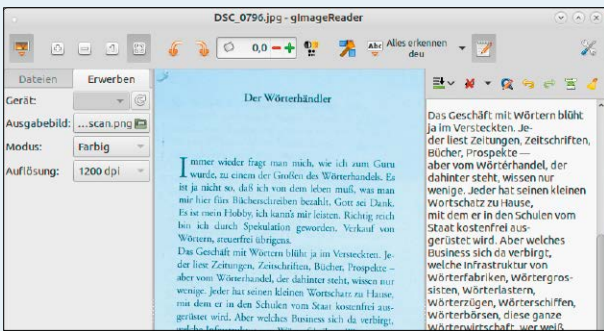 DSC_0796.jpg - gImageReader
0,0
Abc
Alles erkennen
deu
Dateien
Erwerben
Gerät:
Ausgabebild:
...scan.png
Modus:
Farbig
Auflösung:
1200 dpi
Der Wörterhändler
Immer wieder fragt man mich, wie ich zum Guru
wurde, zu einem der Großen des Wörterhandels. Es
ist ja nicht so, daß ich von dem leben muß, was man
mir hier fürs Bücherschreiben bezahlt. Gott sei Dank.
Es ist mein Hobby, ich kann's mir leisten. Richtig reich
bin ich durch Spekulation geworden. Verkauf von
Wörtern, steuerfrei übrigens.
Das Geschäft mit Wörtern blüht ja im Versteckten. Je-
der liest Zeitungen, Zeitschriften, Bücher, Prospekte –
aber vom Wörterhandel, der dahinter steht, wissen nur
wenige. Jeder hat seinen kleinen Wortschatz zu Hause,
mit dem er in den Schulen vom Staat kostenfrei aus-
gerüstet wird. Aber welches Business sich da verbirgt,
Das Geschäft mit Wörtern blüht
ja im Versteckten. Je-
der liest Zeitungen, Zeitschriften,
Bücher, Prospekte —
aber vom Wörtérhandel, der
dahinter steht, wissen nur
wenige. Jeder hat seinen kleinen
Wortschatz zu Hause,
mit dem er in den Schulen vom
Staat kostenfrei aus-
gerüstet wird. Aber welches
Business sich da verbirgt,
welche Infrastruktur von
Wörterfabriken, Wörtergros-
sisten, Wörterlastern,
Wörterzügen, Wörterschiffen,
Wörterbörsen, diese ganze
Wörterwirtschaft, wer weiß